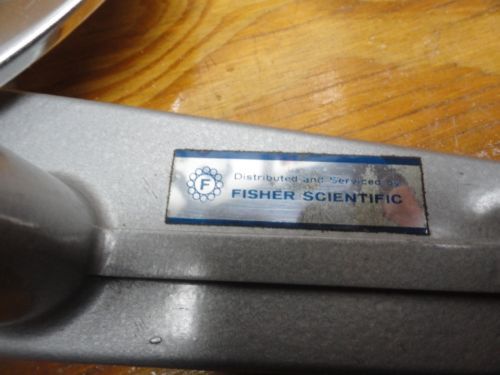 F
Distributed and Serviced by
FISHER SCIENTIFIC